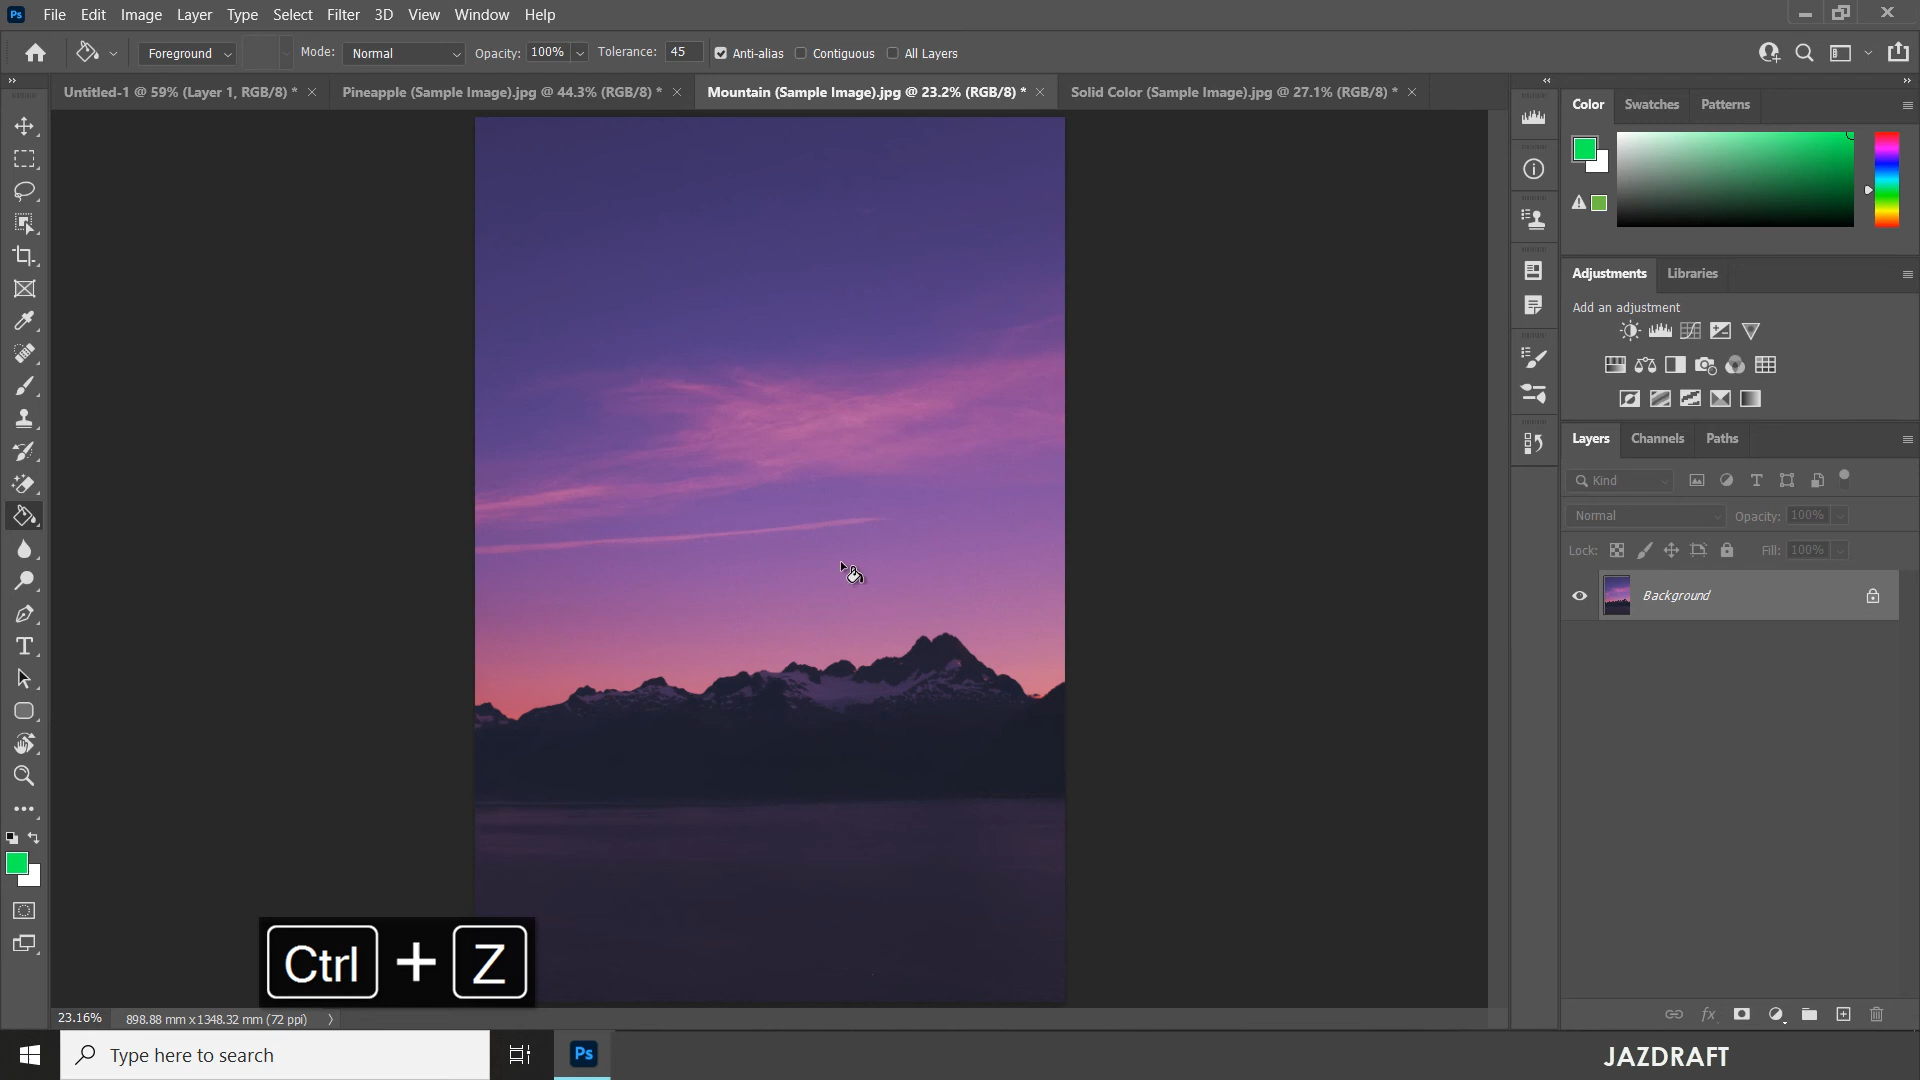 Ps File Edit Image Layer Type Select Filter 3D View Window Help
Foreground Mode: Normal Opacity: 100% Tolerance: 45 Anti-alias Contiguous All Layers
Untitled-1 @ 59% (Layer 1, RGB/8) * Pineapple (Sample Image).jpg @ 44.3% (RGB/8) * Mountain (Sample Image).jpg @ 23.2% (RGB/8) * Solid Color (Sample Image).jpg @ 27.1% (RGB/8) *
Color Swatches Patterns
Adjustments Libraries
Add an adjustment
Layers Channels Paths
Kind
Normal Opacity: 100%
Lock: Fill: 100%
Background
Ctrl + Z
23.16% 898.88 mm x 1348.32 mm (72 ppi)
fx
Type here to search
Ps
JAZDRAFT